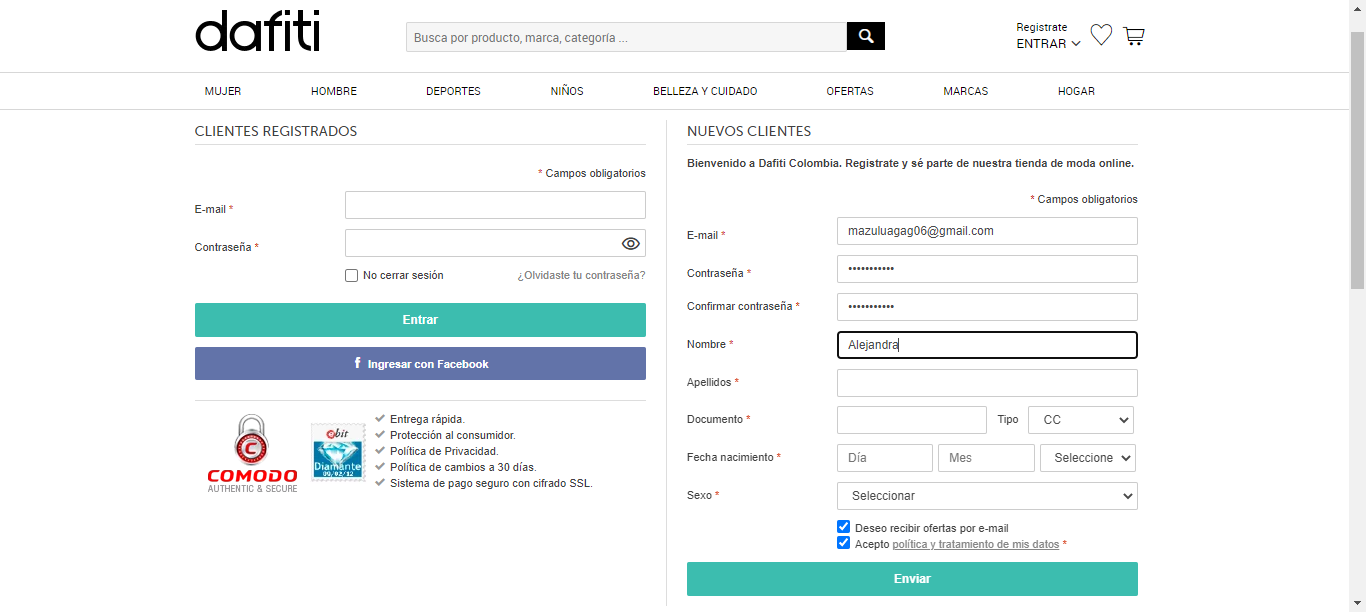 dafiti
Busca por producto, marca, categoría ...
Registrate
ENTRAR
MUJER HOMBRE DEPORTES NIÑOS BELLEZA Y CUIDADO OFERTAS MARCAS HOGAR
CLIENTES REGISTRADOS
* Campos obligatorios
E-mail *
Contraseña *
No cerrar sesión ¿Olvidaste tu contraseña?
Entrar
f Ingresar con Facebook
C
COMODO
AUTHENTIC & SECURE
ebit
Diamante
09/02/12
Entrega rápida.
Protección al consumidor.
Política de Privacidad.
Política de cambios a 30 días.
Sistema de pago seguro con cifrado SSL.
NUEVOS CLIENTES
Bienvenido a Dafiti Colombia. Registrate y sé parte de nuestra tienda de moda online.
* Campos obligatorios
E-mail * mazuluagag06@gmail.com
Contraseña * •••••••••••
Confirmar contraseña * •••••••••••
Nombre * Alejandra
Apellidos *
Documento * Tipo CC
Fecha nacimiento * Día Mes Seleccione
Sexo * Seleccionar
Deseo recibir ofertas por e-mail
Acepto política y tratamiento de mis datos *
Enviar